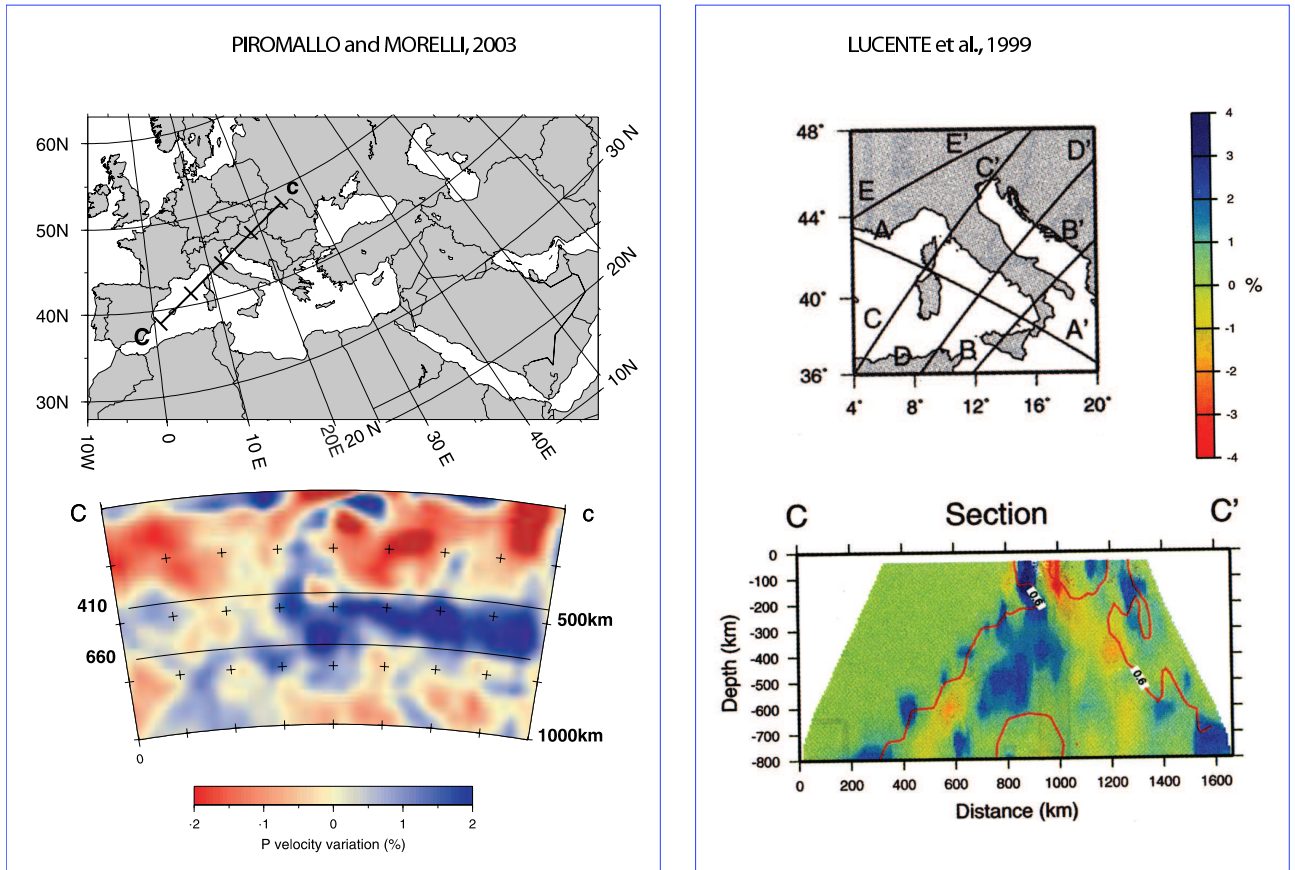 PIROMALLO and MORELLI, 2003
60N
50N
40N
30N
10W
0
10 E
20E
20 N
30 E
40E
30 N
20N
10N
C
c
C
c
410
660
500km
1000km
0
-2 -1 0 1 2
P velocity variation (%)
LUCENTE et al., 1999
48°
44°
40°
36°
4° 8° 12° 16° 20°
E'
C'
D'
E
A
B'
C
A'
D
B
4
3
2
1
0 %
-1
-2
-3
-4
C Section C'
0
-100
-200
-300
-400
-500
-600
-700
-800
Depth (km)
0.6
0.6
0 200 400 600 800 1000 1200 1400 1600
Distance (km)